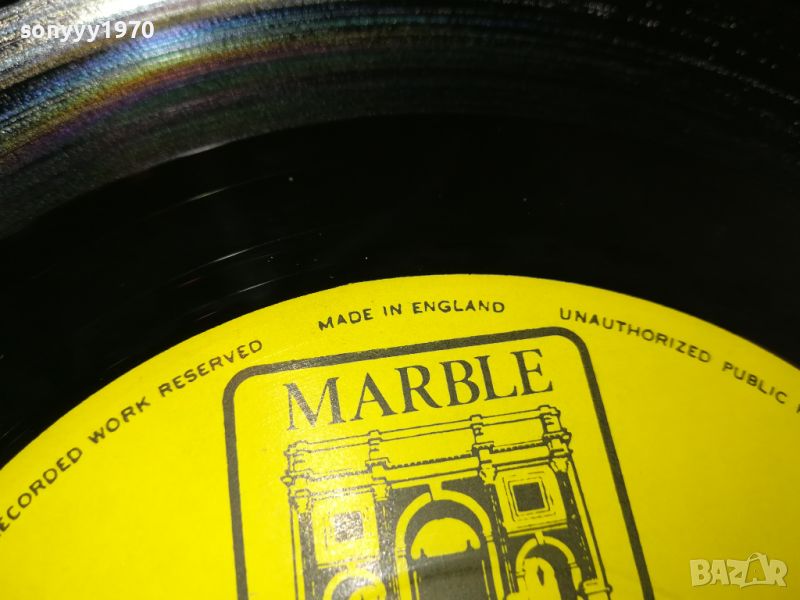 sonyyy1970
RECORDED WORK RESERVED MADE IN ENGLAND UNAUTHORIZED PUBLIC
MARBLE
BAZAR